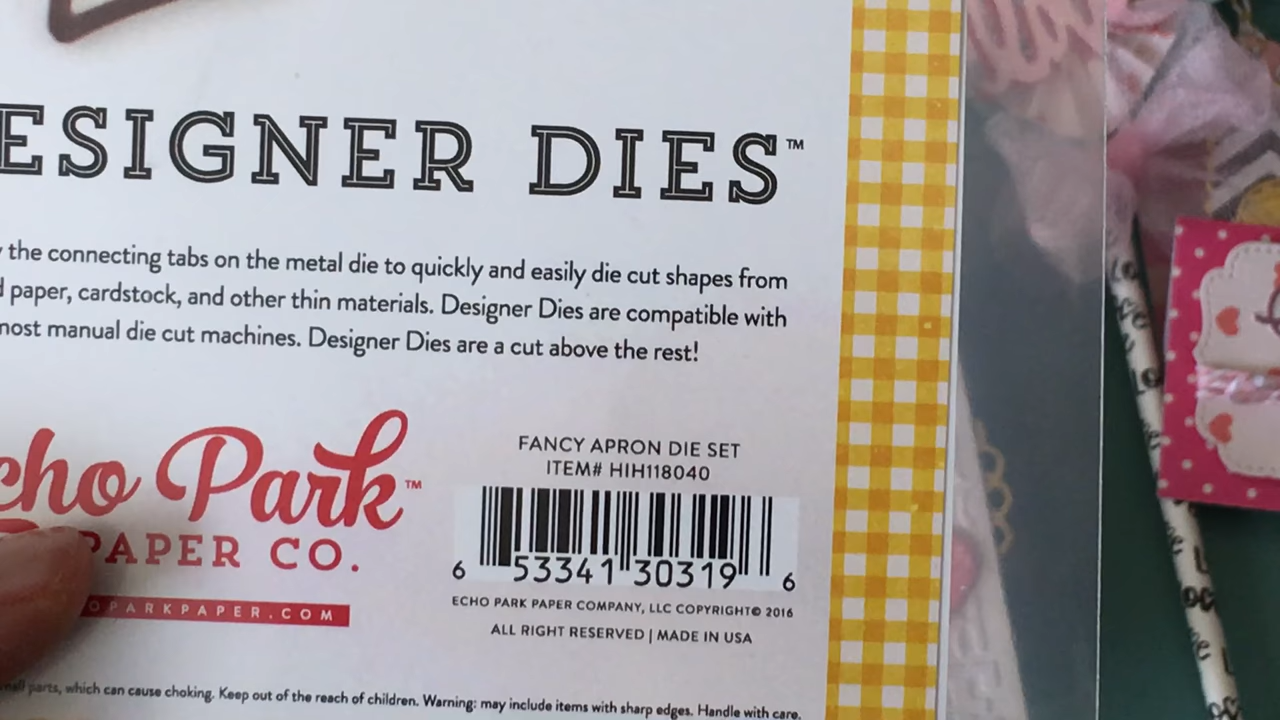 ESIGNER DIES™
the connecting tabs on the metal die to quickly and easily die cut shapes from
paper, cardstock, and other thin materials. Designer Dies are compatible with
most manual die cut machines. Designer Dies are a cut above the rest!
cho Park™
PAPER CO.
OPARKPAPER.COM
FANCY APRON DIE SET
ITEM# HIH118040
6 53341 30319 6
ECHO PARK PAPER COMPANY, LLC COPYRIGHT© 2016
ALL RIGHT RESERVED | MADE IN USA
small parts, which can cause choking. Keep out of the reach of children. Warning: may include items with sharp edges. Handle with care.